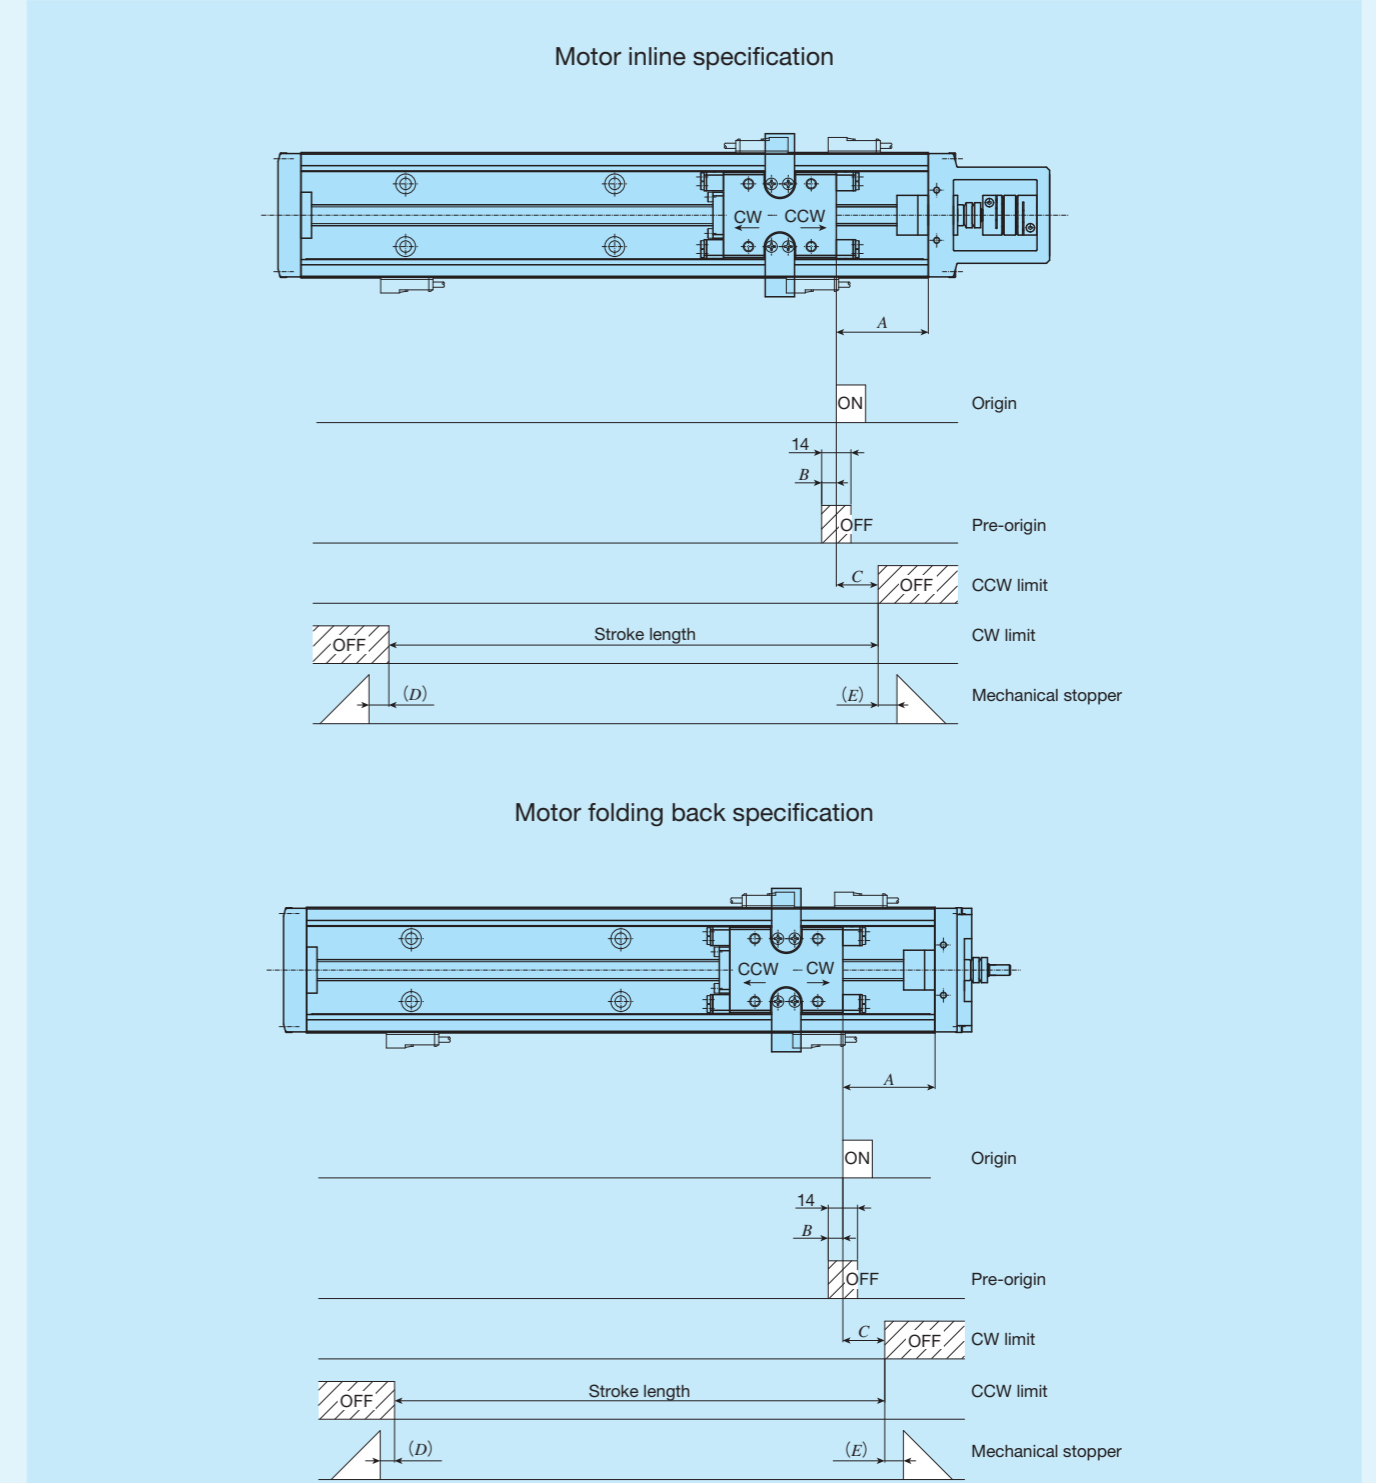 Motor inline specification
CW – CCW
A
ON
Origin
14
B
OFF
Pre-origin
C
OFF
CCW limit
OFF
Stroke length
CW limit
(D)
(E)
Mechanical stopper
Motor folding back specification
CCW – CW
A
ON
Origin
14
B
OFF
Pre-origin
C
OFF
CW limit
OFF
Stroke length
CCW limit
(D)
(E)
Mechanical stopper